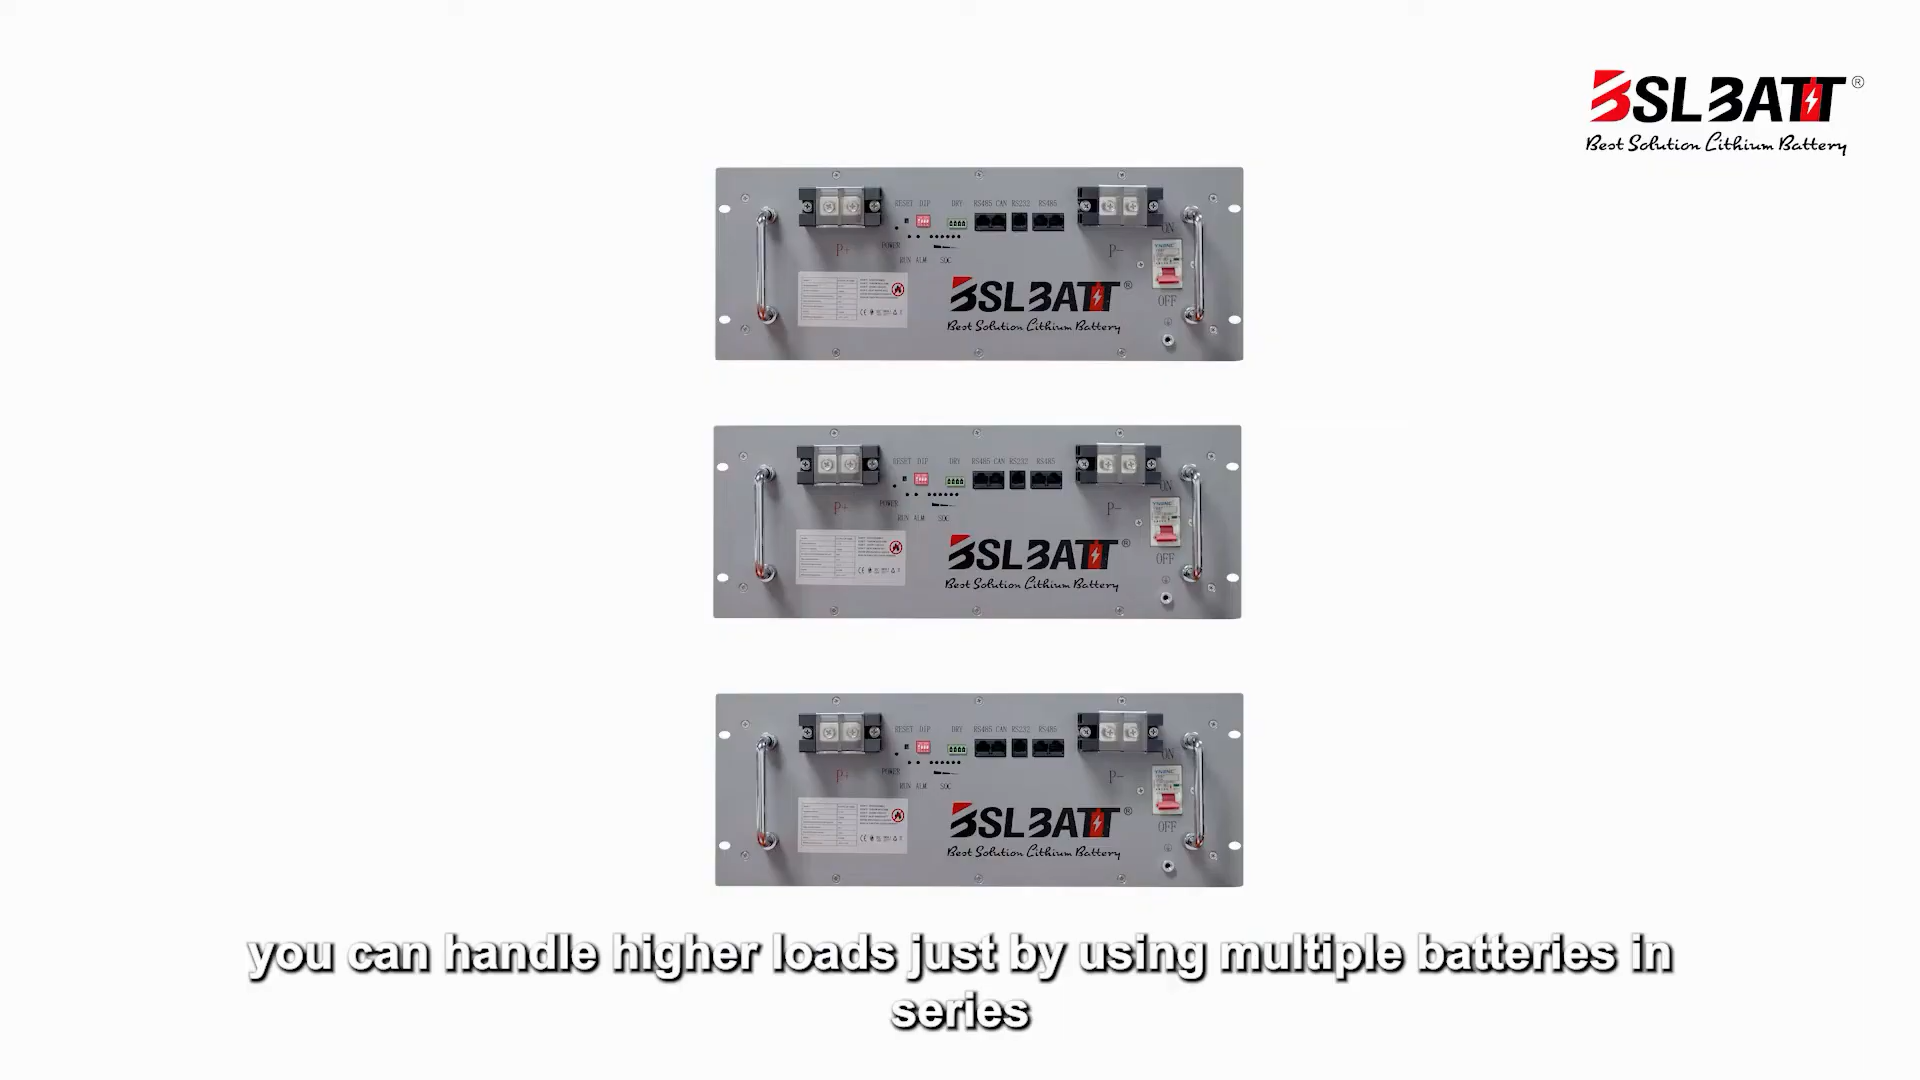 BSLBATT®
Best Solution Lithium Battery
RESET DIP DRY RS485 CAN RS232 RS485
ON
P+ POWER P-
RUN ALM SOC
BSLBATT®
OFF
Best Solution Lithium Battery
RESET DIP DRY RS485 CAN RS232 RS485
ON
P+ POWER P-
RUN ALM SOC
BSLBATT®
OFF
Best Solution Lithium Battery
RESET DIP DRY RS485 CAN RS232 RS485
ON
P+ POWER P-
RUN ALM SOC
BSLBATT®
OFF
Best Solution Lithium Battery
you can handle higher loads just by using multiple batteries in
series